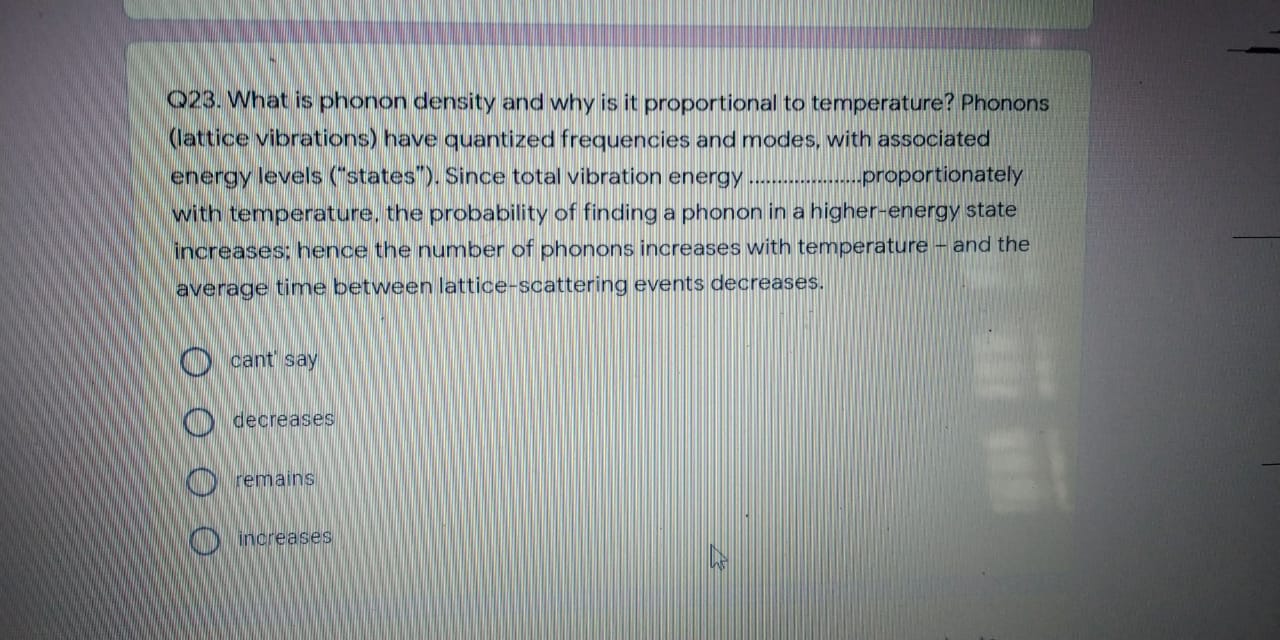 Q23. What is phonon density and why is it proportional to temperature? Phonons
(lattice vibrations) have quantized frequencies and modes, with associated
energy levels ("states"). Since total vibration energy .....................proportionately
with temperature, the probability of finding a phonon in a higher-energy state
increases; hence the number of phonons increases with temperature – and the
average time between lattice-scattering events decreases.
cant' say
decreases
remains
increases